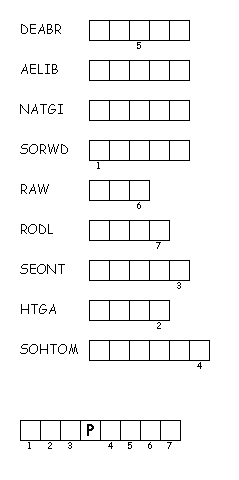 DEABR
5
AELIB
NATGI
SORWD
1
RAW
6
RODL
7
SEONT
3
HTGA
2
SOHTOM
4
P
1 2 3 4 5 6 7